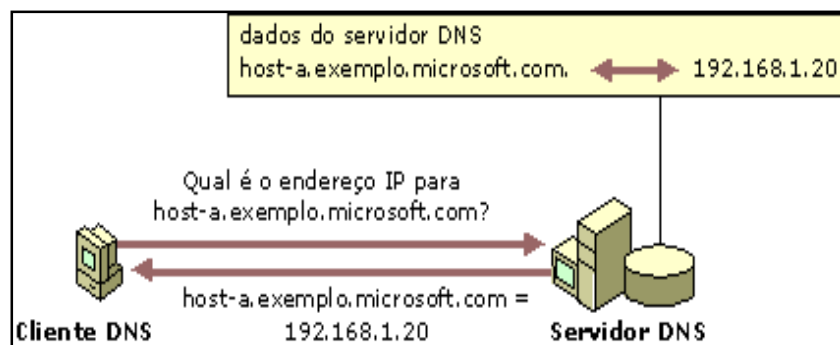 dados do servidor DNS
host-a.exemplo.microsoft.com. 192.168.1.20
Qual é o endereço IP para
host-a.exemplo.microsoft.com?
host-a.exemplo.microsoft.com =
192.168.1.20
Cliente DNS
Servidor DNS